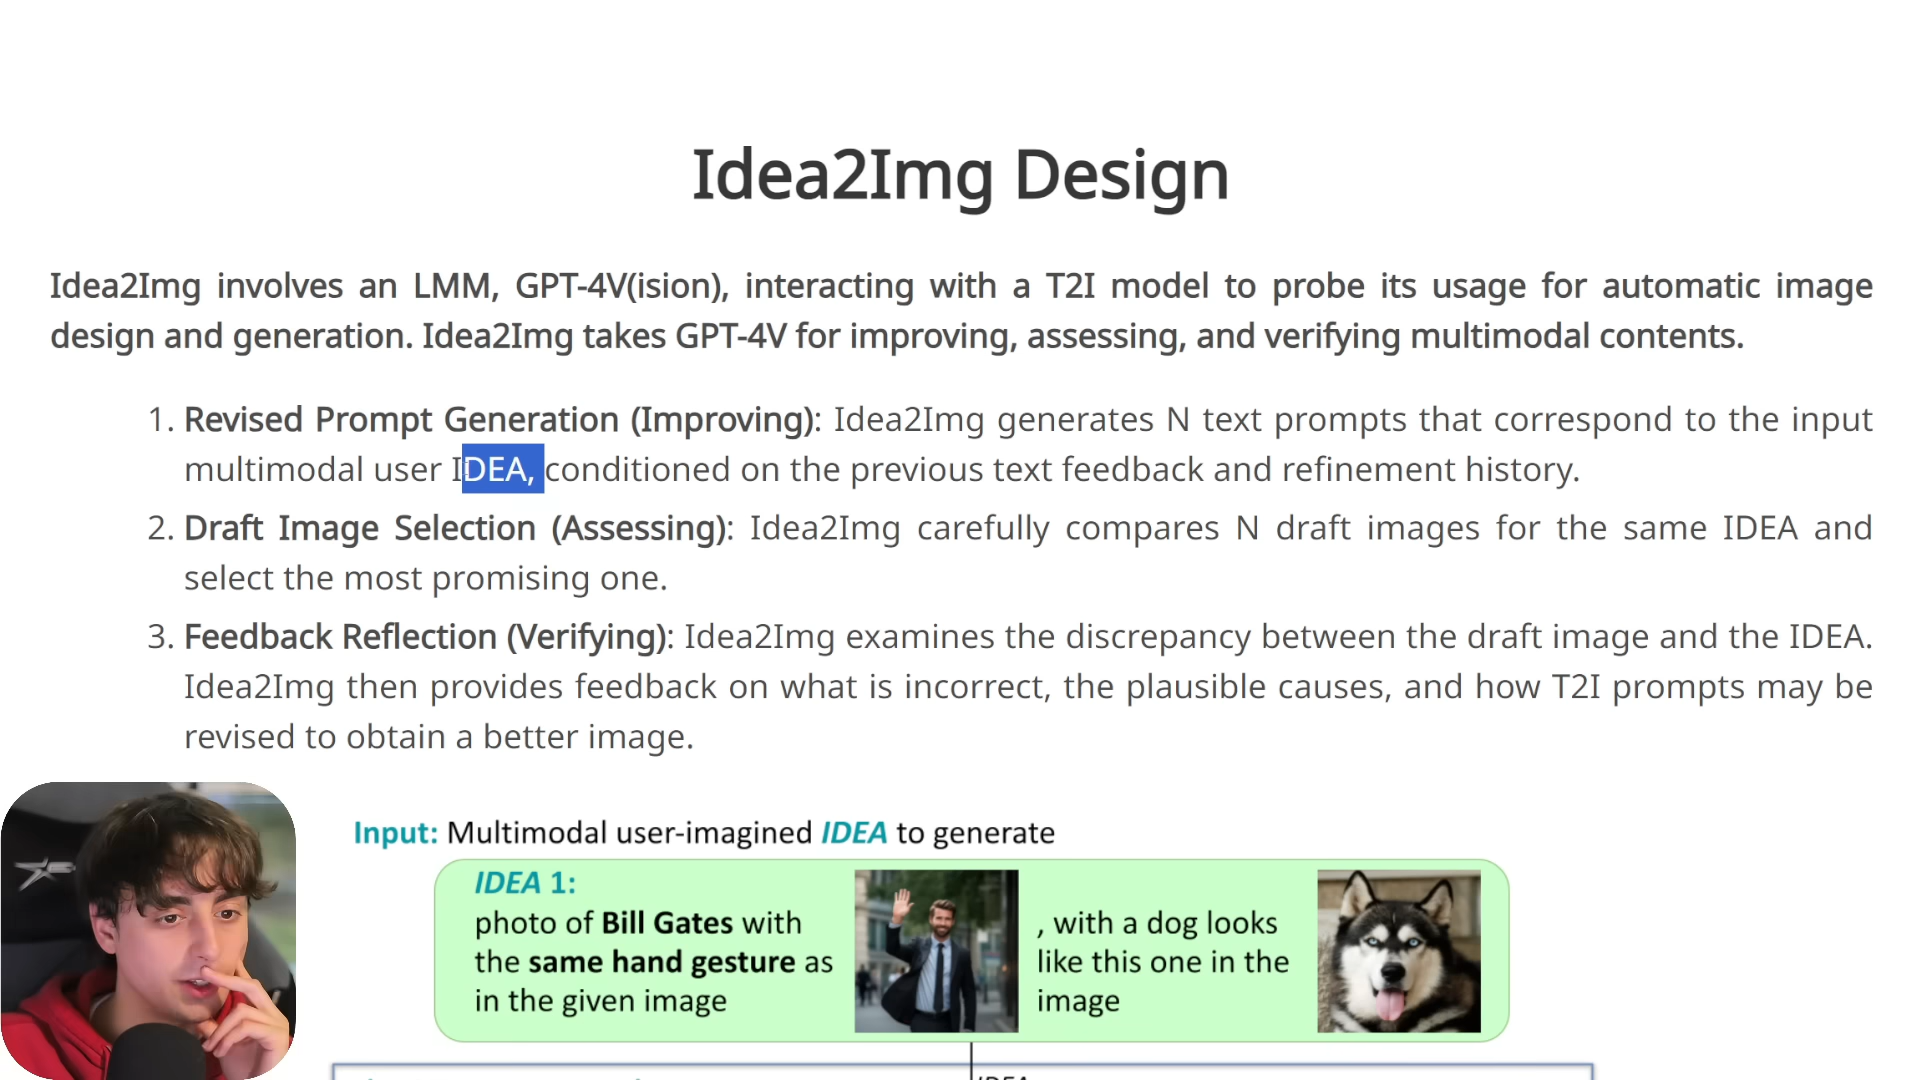 Idea2Img Design
Idea2Img involves an LMM, GPT-4V(ision), interacting with a T2I model to probe its usage for automatic image
design and generation. Idea2Img takes GPT-4V for improving, assessing, and verifying multimodal contents.
1. Revised Prompt Generation (Improving): Idea2Img generates N text prompts that correspond to the input
multimodal user IDEA, conditioned on the previous text feedback and refinement history.
2. Draft Image Selection (Assessing): Idea2Img carefully compares N draft images for the same IDEA and
select the most promising one.
3. Feedback Reflection (Verifying): Idea2Img examines the discrepancy between the draft image and the IDEA.
Idea2Img then provides feedback on what is incorrect, the plausible causes, and how T2I prompts may be
revised to obtain a better image.
Input: Multimodal user-imagined IDEA to generate
IDEA 1:
photo of Bill Gates with
the same hand gesture as
in the given image
, with a dog looks
like this one in the
image
IDEA